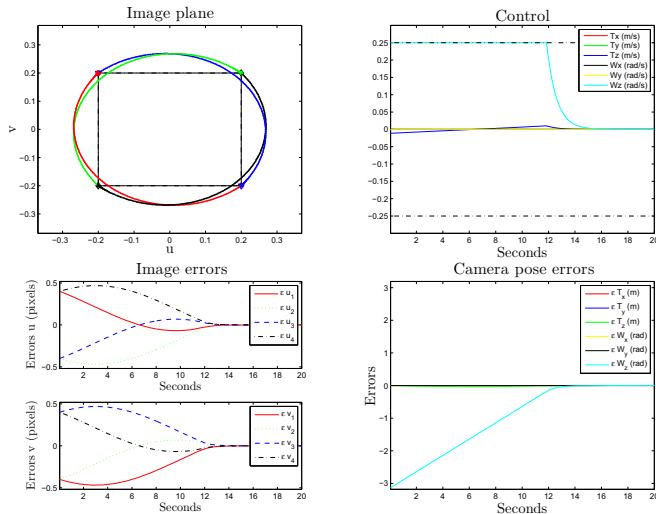 Image plane
0.3
0.2
0.1
0
−0.1
−0.2
−0.3
v
−0.3
−0.2
−0.1
0
0.1
0.2
0.3
u
Control
0.25
0.2
0.15
0.1
0.05
0
−0.05
−0.1
−0.15
−0.2
−0.25
2
4
6
8
10
12
14
16
18
20
Seconds
Tx (m/s)
Ty (m/s)
Tz (m/s)
Wx (rad/s)
Wy (rad/s)
Wz (rad/s)
Image errors
Errors u (pixels)
0.5
0
−0.5
2
4
6
8
10
12
14
16
18
20
Seconds
ε u1
ε u2
ε u3
ε u4
Errors v (pixels)
0.5
0
−0.5
2
4
6
8
10
12
14
16
18
20
Seconds
ε v1
ε v2
ε v3
ε v4
Camera pose errors
Errors
3
2
1
0
−1
−2
−3
2
4
6
8
10
12
14
16
18
20
Seconds
ε Tx (m)
ε Ty (m)
ε Tz (m)
ε Wx (rad)
ε Wy (rad)
ε Wz (rad)